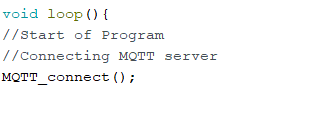 void loop(){
//Start of Program
//Connecting MQTT server
MQTT_connect();